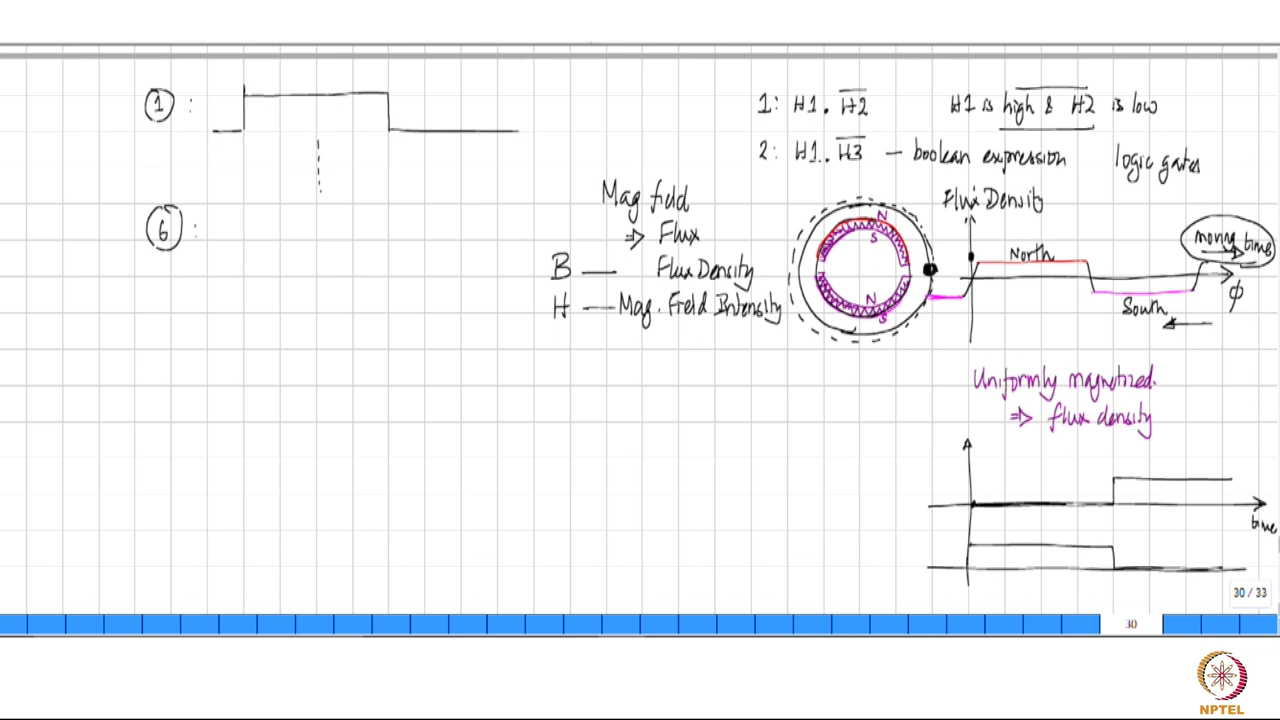 1 :
6 :
1: H1 . H2̅ H1 is high & H2 is low
2: H1 . H3̅ — boolean expression logic gates
Mag field
⇒ Flux
B — Flux Density
H — Mag. Field Intensity
N
S
N
S
Flux Density
North
South
moving time
ϕ
Uniformly magnetized.
⇒ flux density
time
30 / 33
30
NPTEL